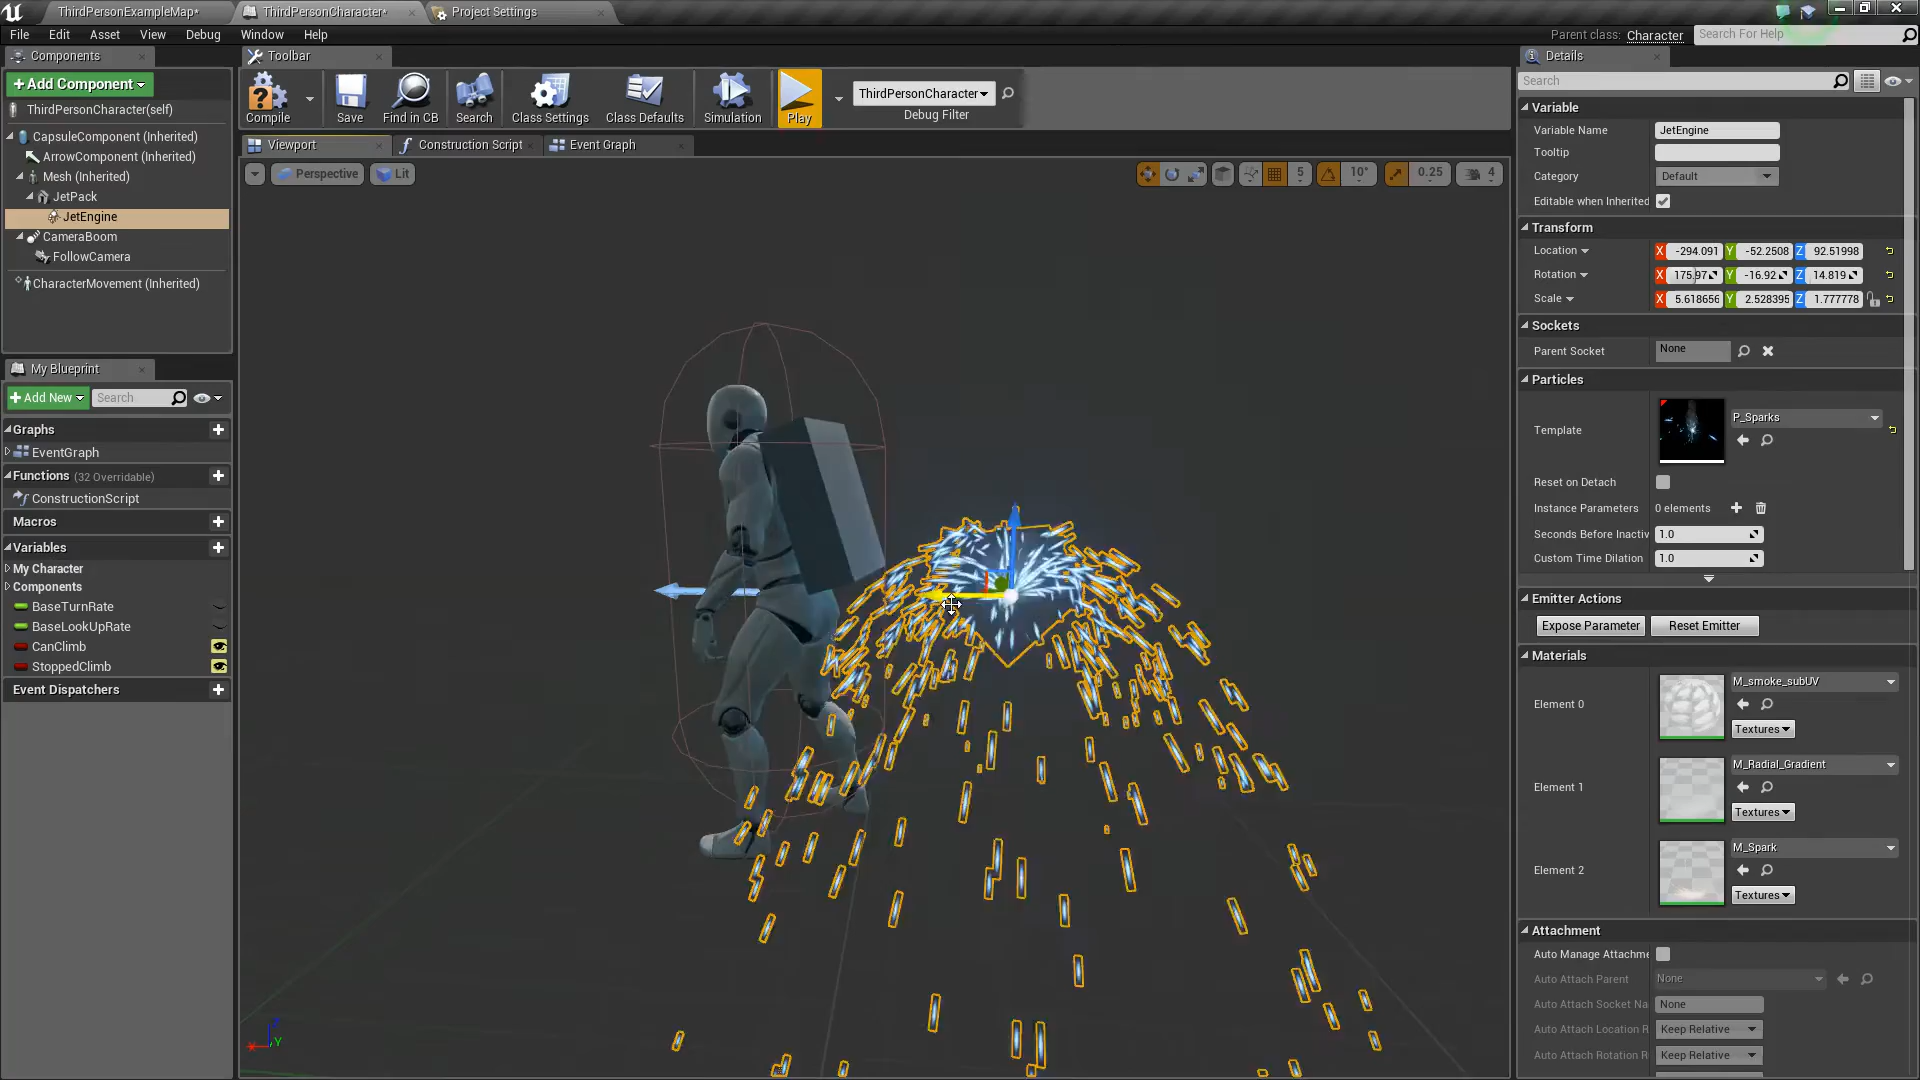 ThirdPersonExampleMap*
ThirdPersonCharacter*
Project Settings
File Edit Asset View Debug Window Help
Parent class: Character
Search For Help
Components
+Add Component
ThirdPersonCharacter(self)
CapsuleComponent (Inherited)
ArrowComponent (Inherited)
Mesh (Inherited)
JetPack
JetEngine
CameraBoom
FollowCamera
CharacterMovement (Inherited)
My Blueprint
+Add New
Search
Graphs
EventGraph
Functions (32 Overridable)
ConstructionScript
Macros
Variables
My Character
Components
BaseTurnRate
BaseLookUpRate
CanClimb
StoppedClimb
Event Dispatchers
Toolbar
Compile
Save
Find in CB
Search
Class Settings
Class Defaults
Simulation
Play
ThirdPersonCharacter
Debug Filter
Viewport
Construction Script
Event Graph
Perspective
Lit
5
10°
0.25
4
X
Y
Details
Search
Variable
Variable Name JetEngine
Tooltip
Category Default
Editable when Inherited
Transform
Location X -294.091 Y -52.2508 Z 92.51998
Rotation X 175.97 Y -16.92 Z 14.819
Scale X 5.618656 Y 2.528395 Z 1.777778
Sockets
Parent Socket None
Particles
Template P_Sparks
Reset on Detach
Instance Parameters 0 elements
Seconds Before Inactiv 1.0
Custom Time Dilation 1.0
Emitter Actions
Expose Parameter Reset Emitter
Materials
Element 0 M_smoke_subUV
Textures
Element 1 M_Radial_Gradient
Textures
Element 2 M_Spark
Textures
Attachment
Auto Manage Attachme
Auto Attach Parent None
Auto Attach Socket Na None
Auto Attach Location R Keep Relative
Auto Attach Rotation R Keep Relative